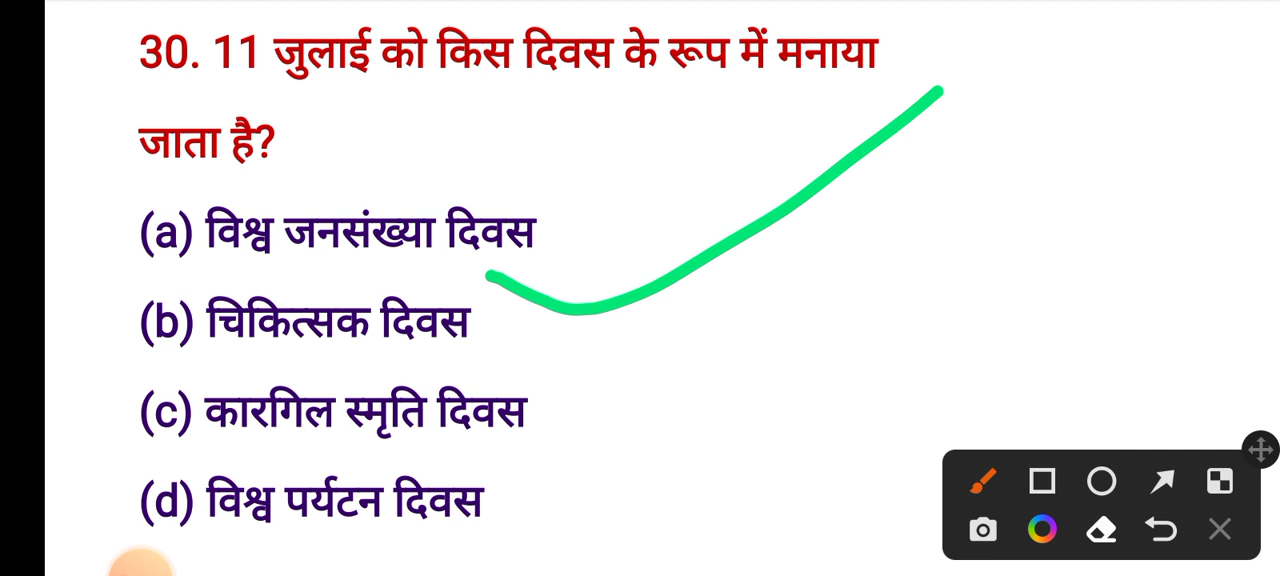 30. 11 जुलाई को किस दिवस के रूप में मनाया
जाता है?
(a) विश्व जनसंख्या दिवस
(b) चिकित्सक दिवस
(c) कारगिल स्मृति दिवस
(d) विश्व पर्यटन दिवस